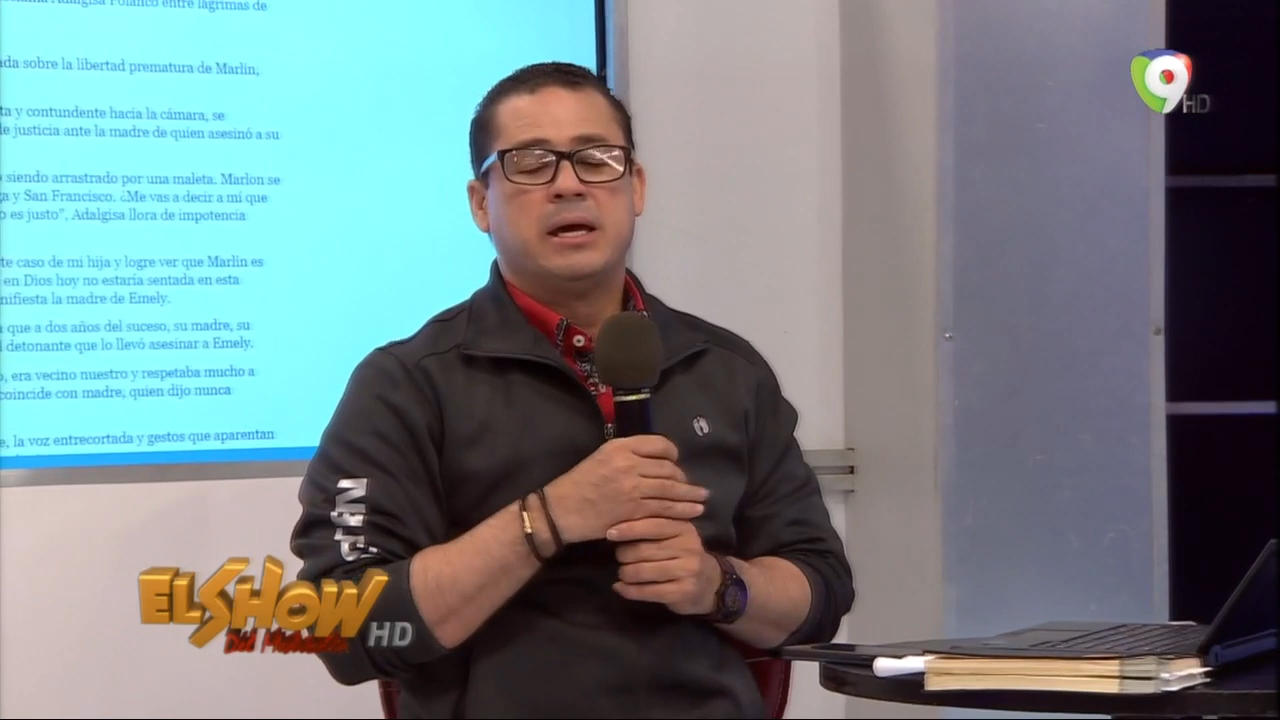 Adalgisa Polanco entre lágrimas de
ada sobre la libertad prematura de Marlin,
ta y contundente hacia la cámara, se
le justicia ante la madre de quien asesinó a su
siendo arrastrado por una maleta. Marlon se
ga y San Francisco. ¿Me vas a decir a mí que
o es justo", Adalgisa llora de impotencia
te caso de mi hija y logre ver que Marlin es
en Dios hoy no estaría sentada en esta
nifiesta la madre de Emely.
que a dos años del suceso, su madre, su
l detonante que lo llevó asesinar a Emely.
o, era vecino nuestro y respetaba mucho a
coincide con madre, quien dijo nunca
e, la voz entrecortada y gestos que aparentan
9 HD
EL SHOW
Del Mediodía
HD